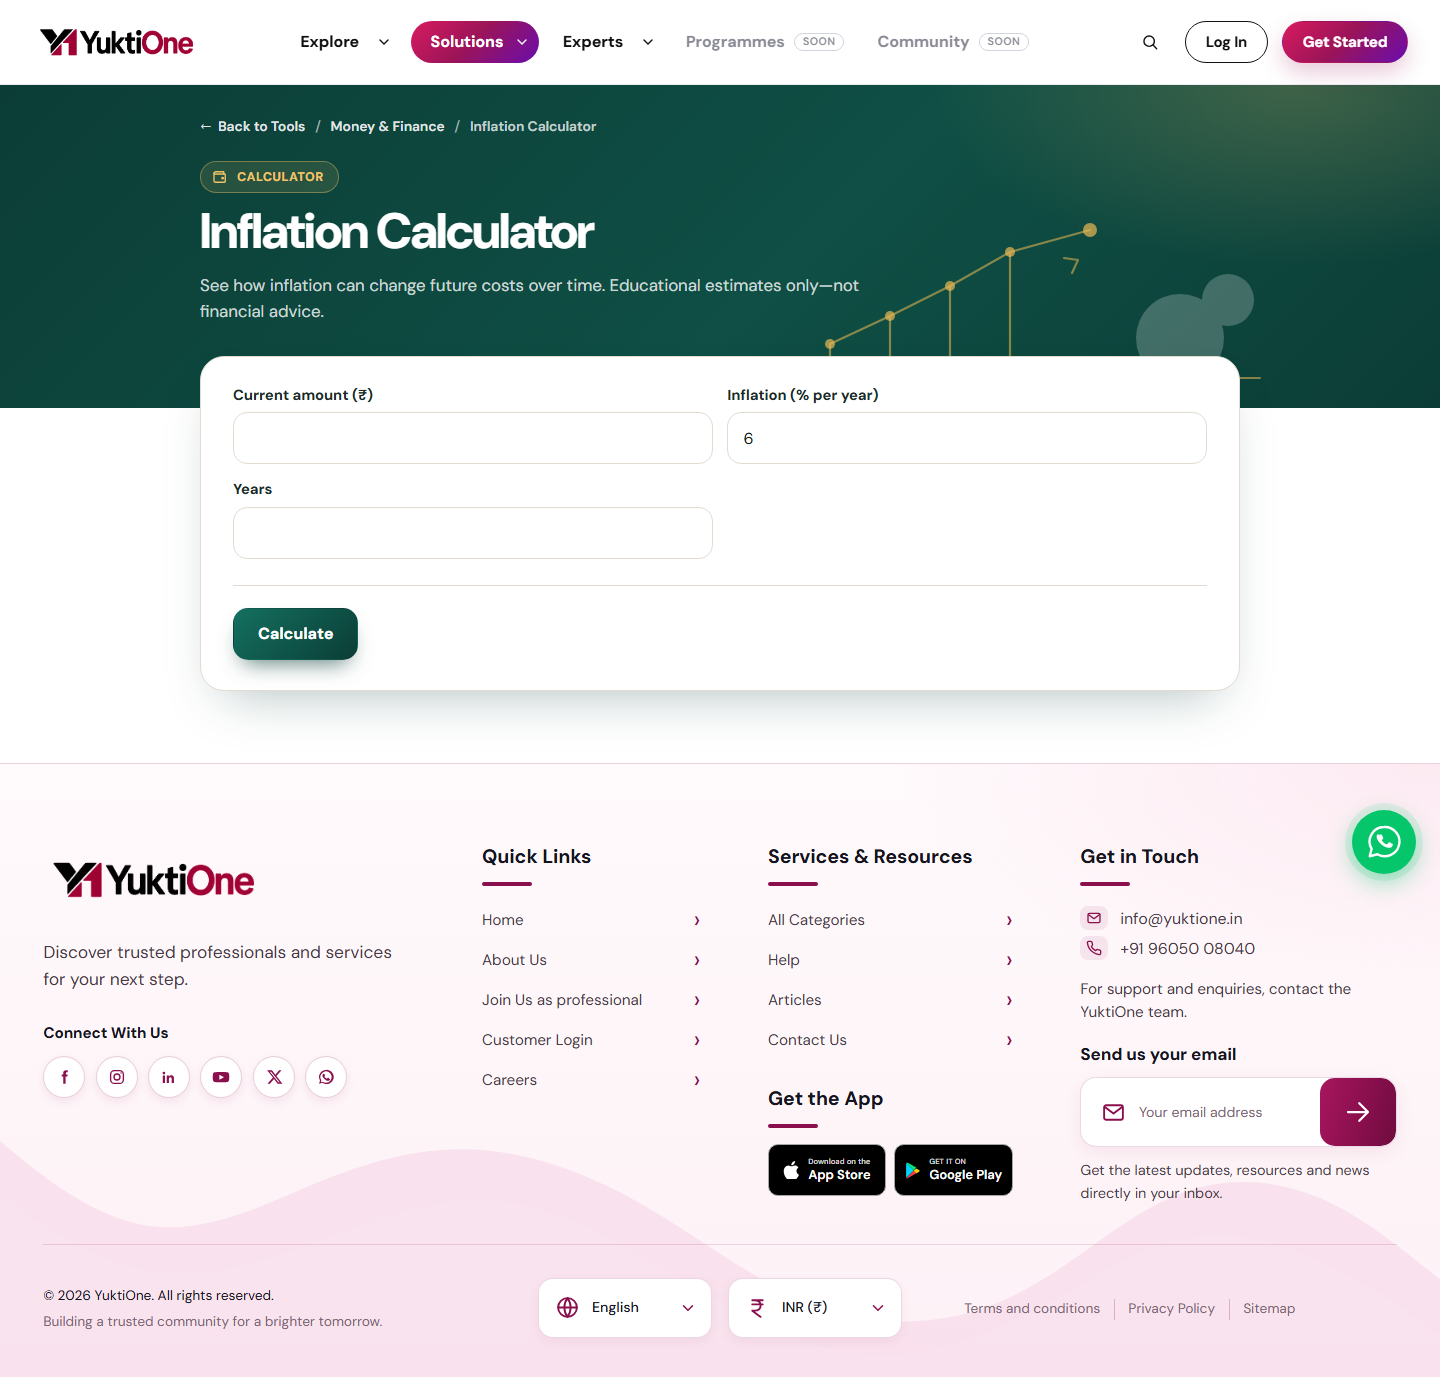 YuktiOne
Explore
Solutions
Experts
Programmes SOON
Community SOON
Log In
Get Started
← Back to Tools / Money & Finance / Inflation Calculator
CALCULATOR
Inflation Calculator
See how inflation can change future costs over time. Educational estimates only—not
financial advice.
Current amount (₹)
Inflation (% per year)
6
Years
Calculate
YuktiOne
Discover trusted professionals and services
for your next step.
Connect With Us
Quick Links
Home
About Us
Join Us as professional
Customer Login
Careers
Services & Resources
All Categories
Help
Articles
Contact Us
Get the App
Download on the
App Store
GET IT ON
Google Play
Get in Touch
info@yuktione.in
+91 96050 08040
For support and enquiries, contact the
YuktiOne team.
Send us your email
Your email address
Get the latest updates, resources and news
directly in your inbox.
© 2026 YuktiOne. All rights reserved.
Building a trusted community for a brighter tomorrow.
English
₹ INR (₹)
Terms and conditions
Privacy Policy
Sitemap